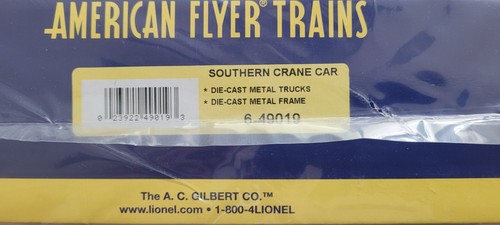 AMERICAN FLYER® TRAINS
SOUTHERN CRANE CAR
* DIE-CAST METAL TRUCKS
* DIE-CAST METAL FRAME
0 23922 49019 3
6-49019
The A. C. GILBERT CO.™
www.lionel.com • 1-800-4LIONEL